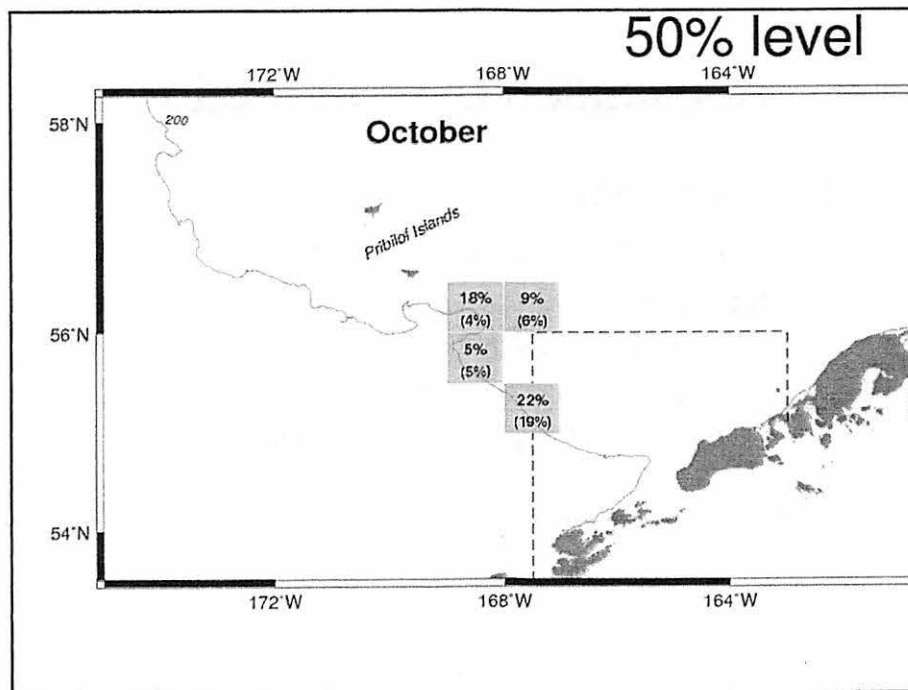 50% level
172°W 168°W 164°W
58°N
200
October
Pribilof Islands
18% 9%
(4%) (6%)
56°N
5%
(5%)
22%
(19%)
54°N
172°W 168°W 164°W